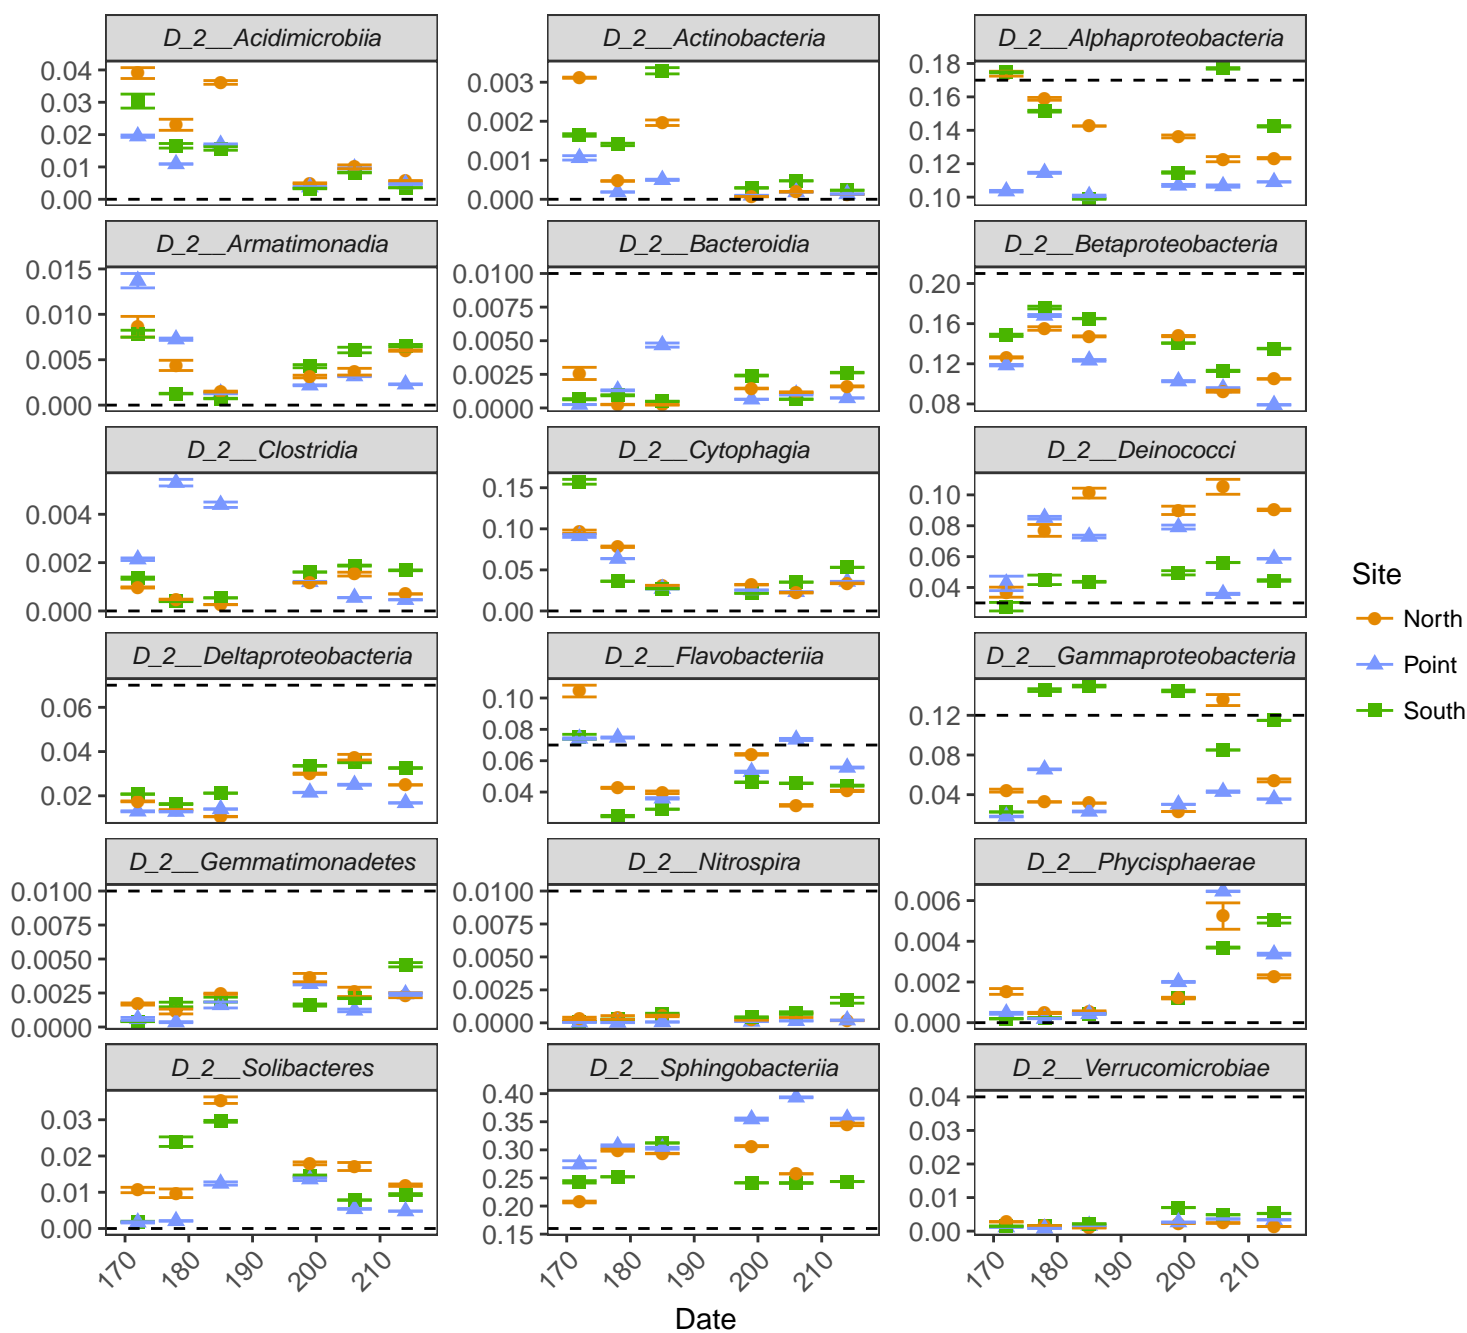 D_2__Acidimicrobiia
D_2__Actinobacteria
D_2__Alphaproteobacteria
0.04
0.03
0.02
0.01
0.00
0.003
0.002
0.001
0.000
0.18
0.16
0.14
0.12
0.10
D_2__Armatimonadia
D_2__Bacteroidia
D_2__Betaproteobacteria
0.015
0.010
0.005
0.000
0.0100
0.0075
0.0050
0.0025
0.0000
0.20
0.16
0.12
0.08
D_2__Clostridia
D_2__Cytophagia
D_2__Deinococci
0.004
0.002
0.000
0.15
0.10
0.05
0.00
0.10
0.08
0.06
0.04
D_2__Deltaproteobacteria
D_2__Flavobacteriia
D_2__Gammaproteobacteria
0.06
0.04
0.02
0.10
0.08
0.06
0.04
0.12
0.08
0.04
D_2__Gemmatimonadetes
D_2__Nitrospira
D_2__Phycisphaerae
0.0100
0.0075
0.0050
0.0025
0.0000
0.0100
0.0075
0.0050
0.0025
0.0000
0.006
0.004
0.002
0.000
D_2__Solibacteres
D_2__Sphingobacteriia
D_2__Verrucomicrobiae
0.03
0.02
0.01
0.00
0.40
0.35
0.30
0.25
0.20
0.15
0.04
0.03
0.02
0.01
0.00
170 180 190 200 210
170 180 190 200 210
170 180 190 200 210
Date
Site
North
Point
South